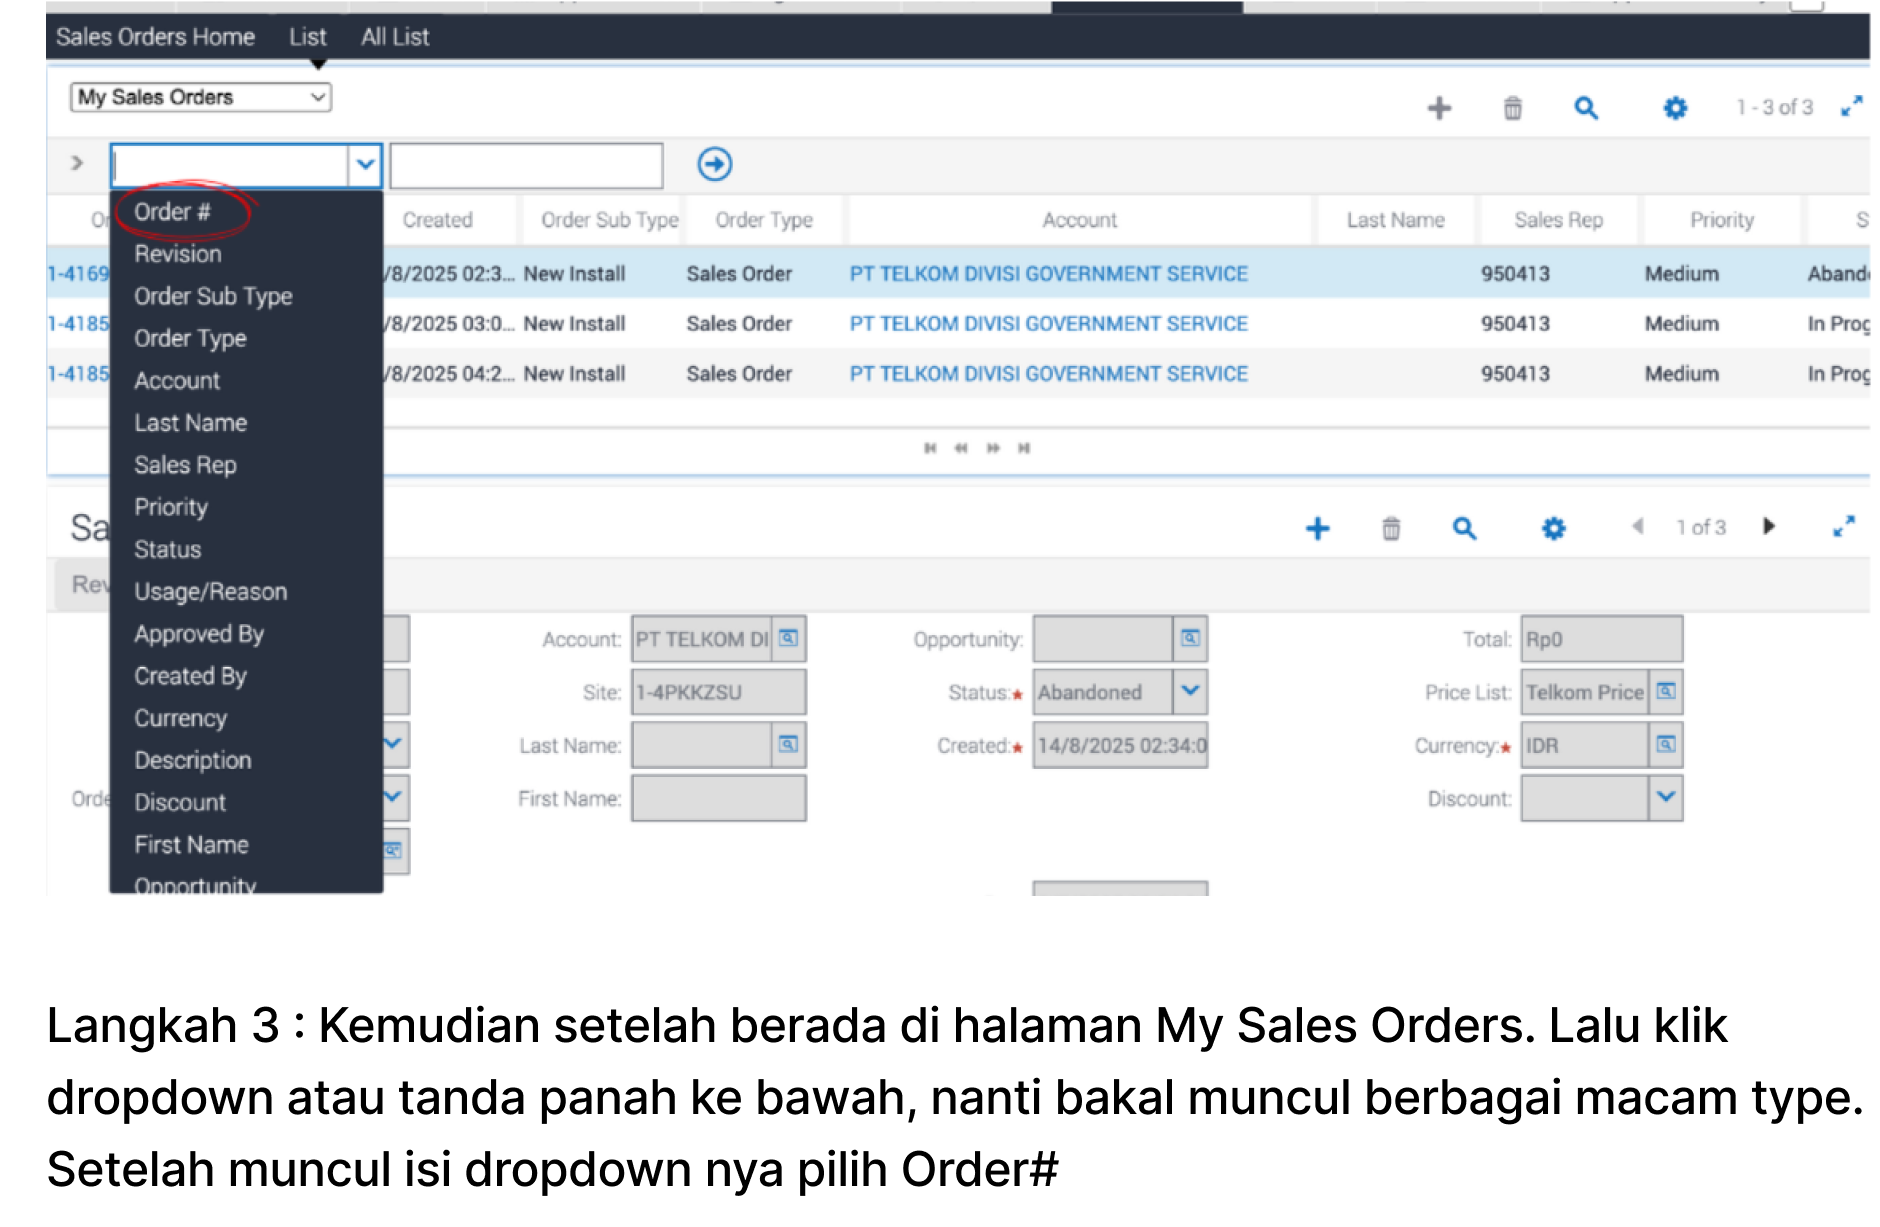 Sales Orders Home List All List
My Sales Orders
1 - 3 of 3
Order #
Revision
Order Sub Type
Order Type
Account
Last Name
Sales Rep
Priority
Status
Usage/Reason
Approved By
Created By
Currency
Description
Discount
First Name
Opportunity
Created Order Sub Type Order Type Account Last Name Sales Rep Priority
1-4169 /8/2025 02:3... New Install Sales Order PT TELKOM DIVISI GOVERNMENT SERVICE 950413 Medium Aband
1-4185 /8/2025 03:0... New Install Sales Order PT TELKOM DIVISI GOVERNMENT SERVICE 950413 Medium In Prog
1-4185 /8/2025 04:2... New Install Sales Order PT TELKOM DIVISI GOVERNMENT SERVICE 950413 Medium In Prog
Sa 1 of 3
Rev
Account: PT TELKOM DI Opportunity: Total: Rp0
Site: 1-4PKKZSU Status:* Abandoned Price List: Telkom Price
Last Name: Created:* 14/8/2025 02:34:0 Currency:* IDR
Orde First Name: Discount:
Langkah 3 : Kemudian setelah berada di halaman My Sales Orders. Lalu klik
dropdown atau tanda panah ke bawah, nanti bakal muncul berbagai macam type.
Setelah muncul isi dropdown nya pilih Order#